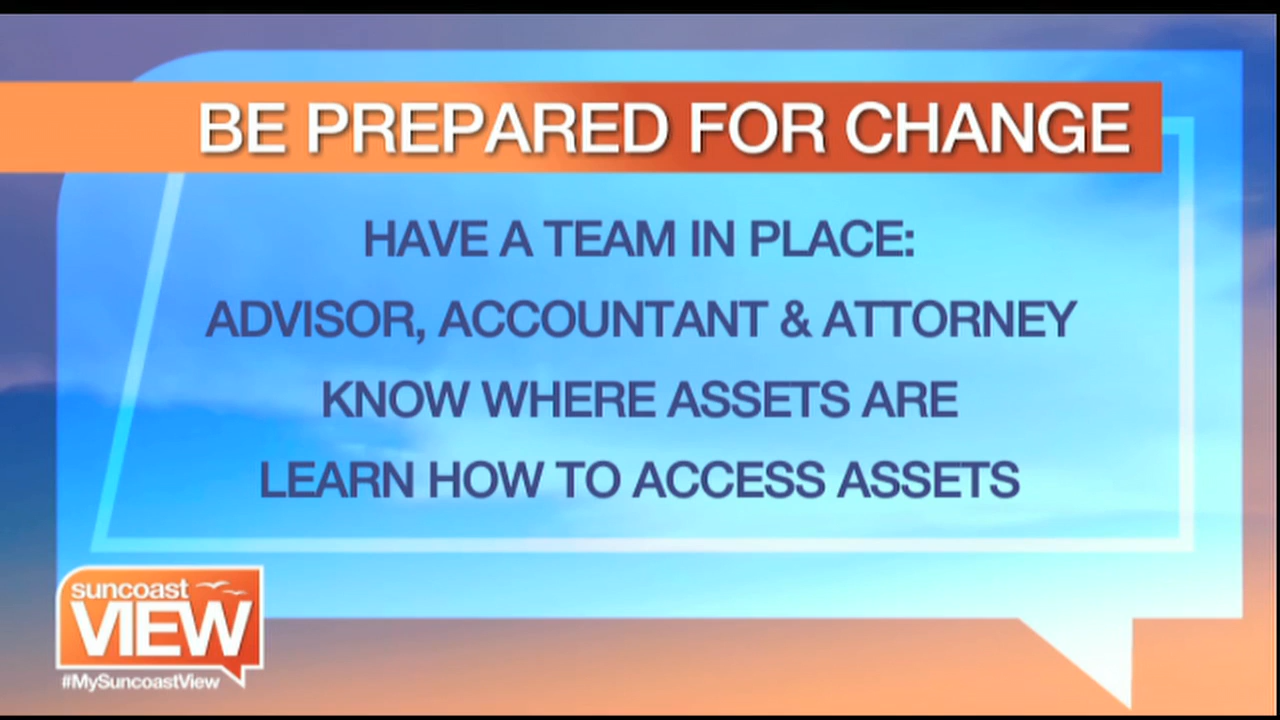 BE PREPARED FOR CHANGE
HAVE A TEAM IN PLACE:
ADVISOR, ACCOUNTANT & ATTORNEY
KNOW WHERE ASSETS ARE
LEARN HOW TO ACCESS ASSETS
suncoast
VIEW
#MySuncoastView